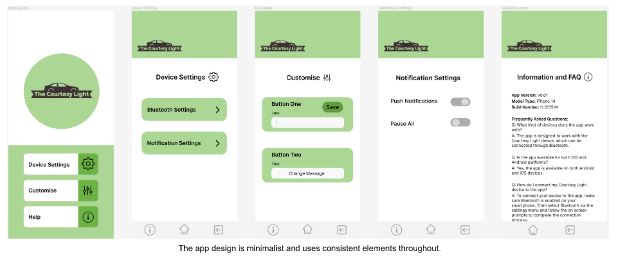 Device Settings
Customise
Notification Settings
The Courtesy Light
Device Settings
Customise
Help
The Courtesy Light
Device Settings
Bluetooth Settings
Notification Settings
The Courtesy Light
Customise
Button One
Save
Text
Button Two
Text
Change Message
The Courtesy Light
Notification Settings
Push Notifications
Pause All
The Courtesy Light
Information and FAQ
App Version: v6.01
Model Type: Phone 14
Build Number:
Frequently Asked Questions:
Q: What kind of devices does the app work
with?
A: The app is designed to work with the
Courtesy Light device, which can be
connected through Bluetooth.
Q: Is the app available for both iOS and
Android platforms?
A: Yes, the app is available on both Android
and iOS devices.
Q: How do I connect my Courtesy Light
device to the app?
A: To connect your device to the app, make
sure Bluetooth is enabled on your
smartphone. Then select Bluetooth via the
settings menu and follow the on screen
prompts to complete the connection
process.
The app design is minimalist and uses consistent elements throughout.